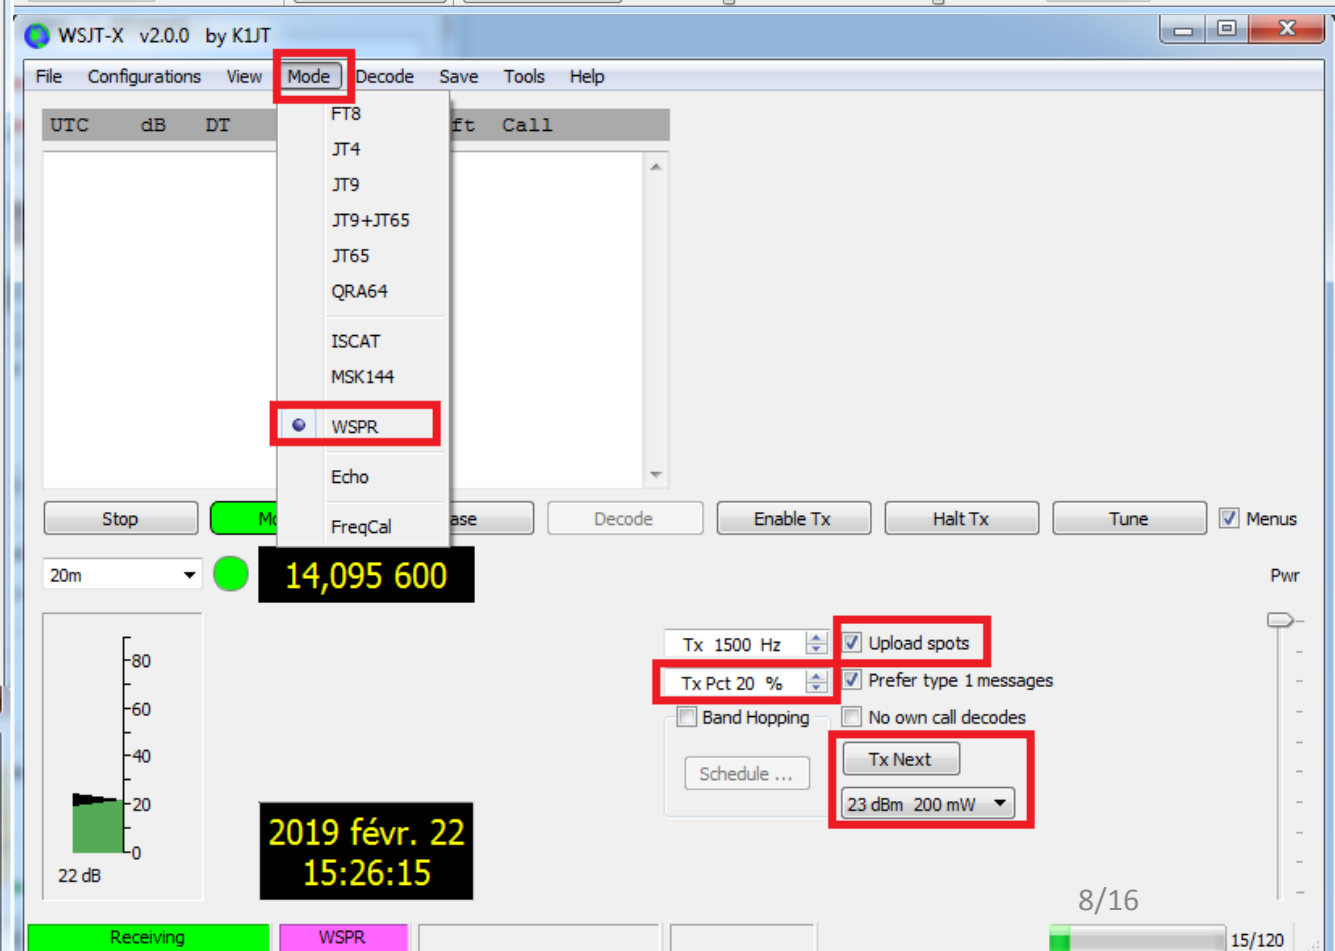 WSJT-X v2.0.0 by K1JT
File Configurations View Mode Decode Save Tools Help
UTC dB DT ft Call
FT8
JT4
JT9
JT9+JT65
JT65
QRA64
ISCAT
MSK144
WSPR
Echo
FreqCal
Stop Mo ase Decode Enable Tx Halt Tx Tune Menus
20m 14,095 600 Pwr
Tx 1500 Hz Upload spots
Tx Pct 20 % Prefer type 1 messages
Band Hopping No own call decodes
Schedule ... Tx Next
23 dBm 200 mW
-80
-60
-40
-20
-0
22 dB
2019 févr. 22
15:26:15
8/16
Receiving WSPR 15/120